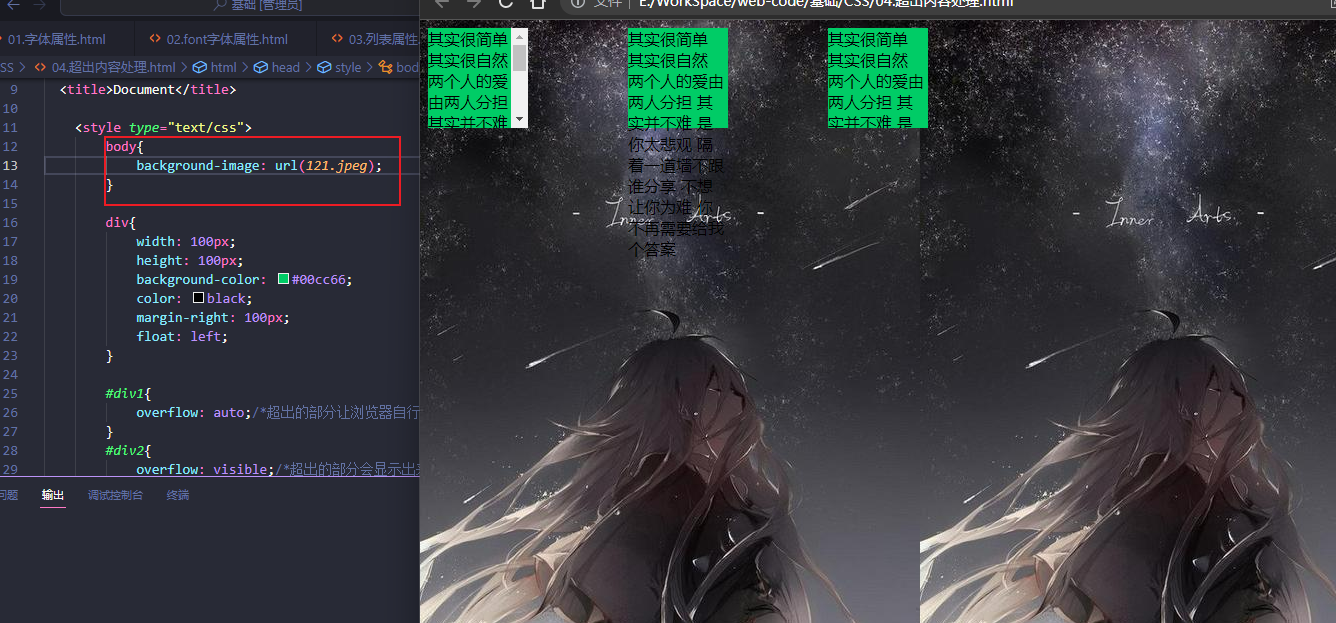 基础 [管理员]
01.字体属性.html
02.font字体属性.html
03.列表属性
SS > 04.超出内容处理.html > html > head > style > bod
9 <title>Document</title>
10
11 <style type="text/css">
12 body{
13 background-image: url(121.jpeg);
14 }
15
16 div{
17 width: 100px;
18 height: 100px;
19 background-color: #00cc66;
20 color: black;
21 margin-right: 100px;
22 float: left;
23 }
24
25 #div1{
26 overflow: auto;/*超出的部分让浏览器自行
27 }
28 #div2{
29 overflow: visible;/*超出的部分会显示出来
问题 输出 调试控制台 终端
文件 E:/WorkSpace/web-code/基础/CSS/04.超出内容处理.html
其实很简单
其实很自然
两个人的爱
由两人分担
其实并不难
其实很简单
其实很自然
两个人的爱由
两人分担 其
实并不难 是
你太悲观 隔
着一道墙不跟
谁分享 不想
让你为难 你
不再需要给我
个答案
其实很简单
其实很自然
两个人的爱由
两人分担 其
实并不难 是
- Inner Arts. -
- Inner Arts. -